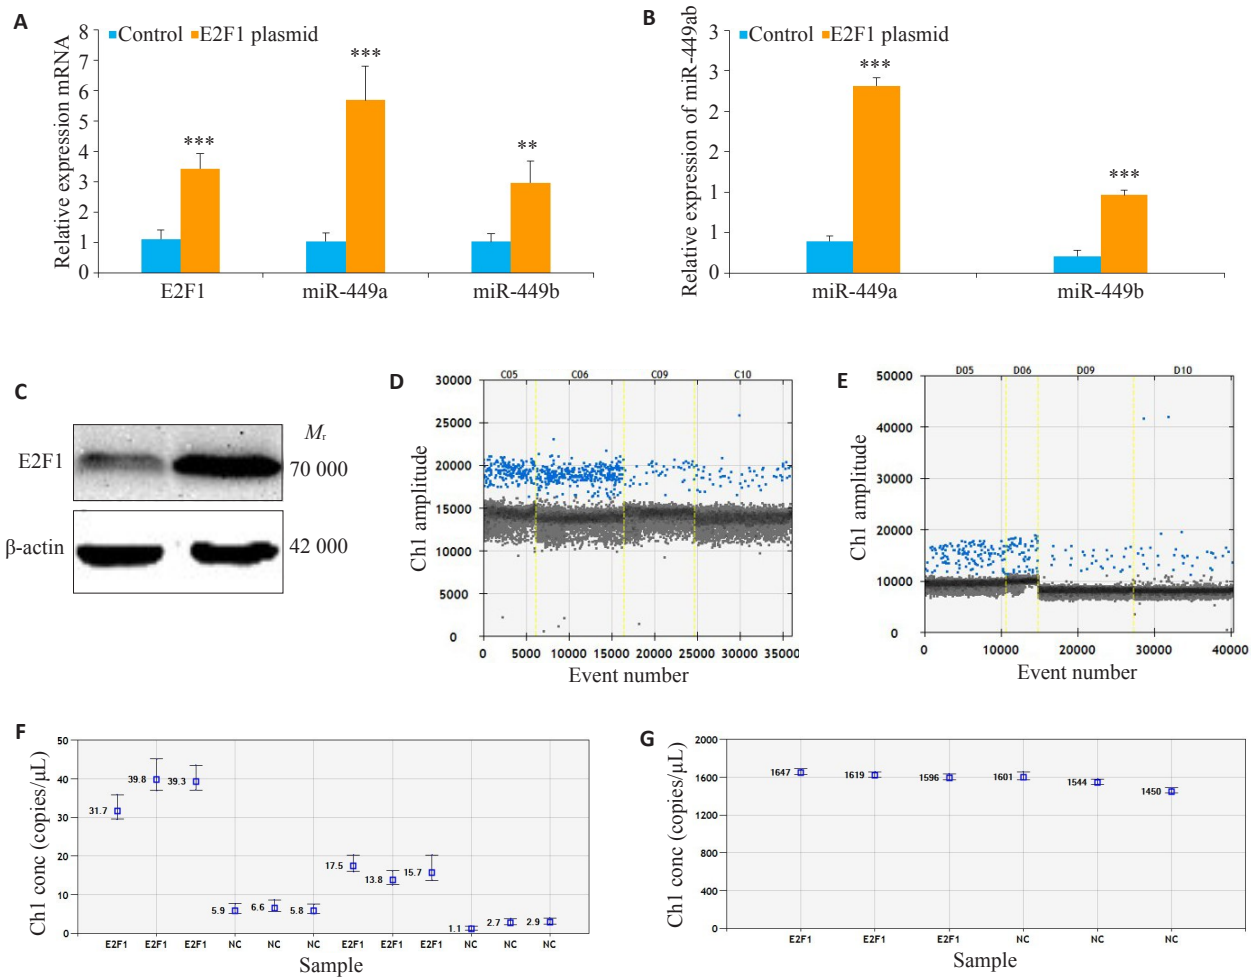 A
Control E2F1 plasmid
Relative expression mRNA
8
7
6
5
4
3
2
1
0
***
***
**
E2F1 miR-449a miR-449b
B
Control E2F1 plasmid
Relative expression of miR-449ab
3
3
2
2
1
1
0
***
***
miR-449a miR-449b
C
Mr
E2F1 70 000
β-actin 42 000
D
C05 C06 C09 C10
Ch1 amplitude
30000
25000
20000
15000
10000
5000
0
0 5000 10000 15000 20000 25000 30000 35000
Event number
E
D05 D06 D09 D10
Ch1 amplitude
50000
40000
30000
20000
10000
0
0 10000 20000 30000 40000
Event number
F
Ch1 conc (copies/μL)
50
40
30
20
10
0
31.7 39.8 39.3 5.9 6.6 5.8 17.5 13.8 15.7 1.1 2.7 2.9
E2F1 E2F1 E2F1 NC NC NC E2F1 E2F1 E2F1 NC NC NC
Sample
G
Ch1 conc (copies/μL)
2000
1600
1200
800
400
0
1647 1619 1596 1601 1544 1450
E2F1 E2F1 E2F1 NC NC NC
Sample